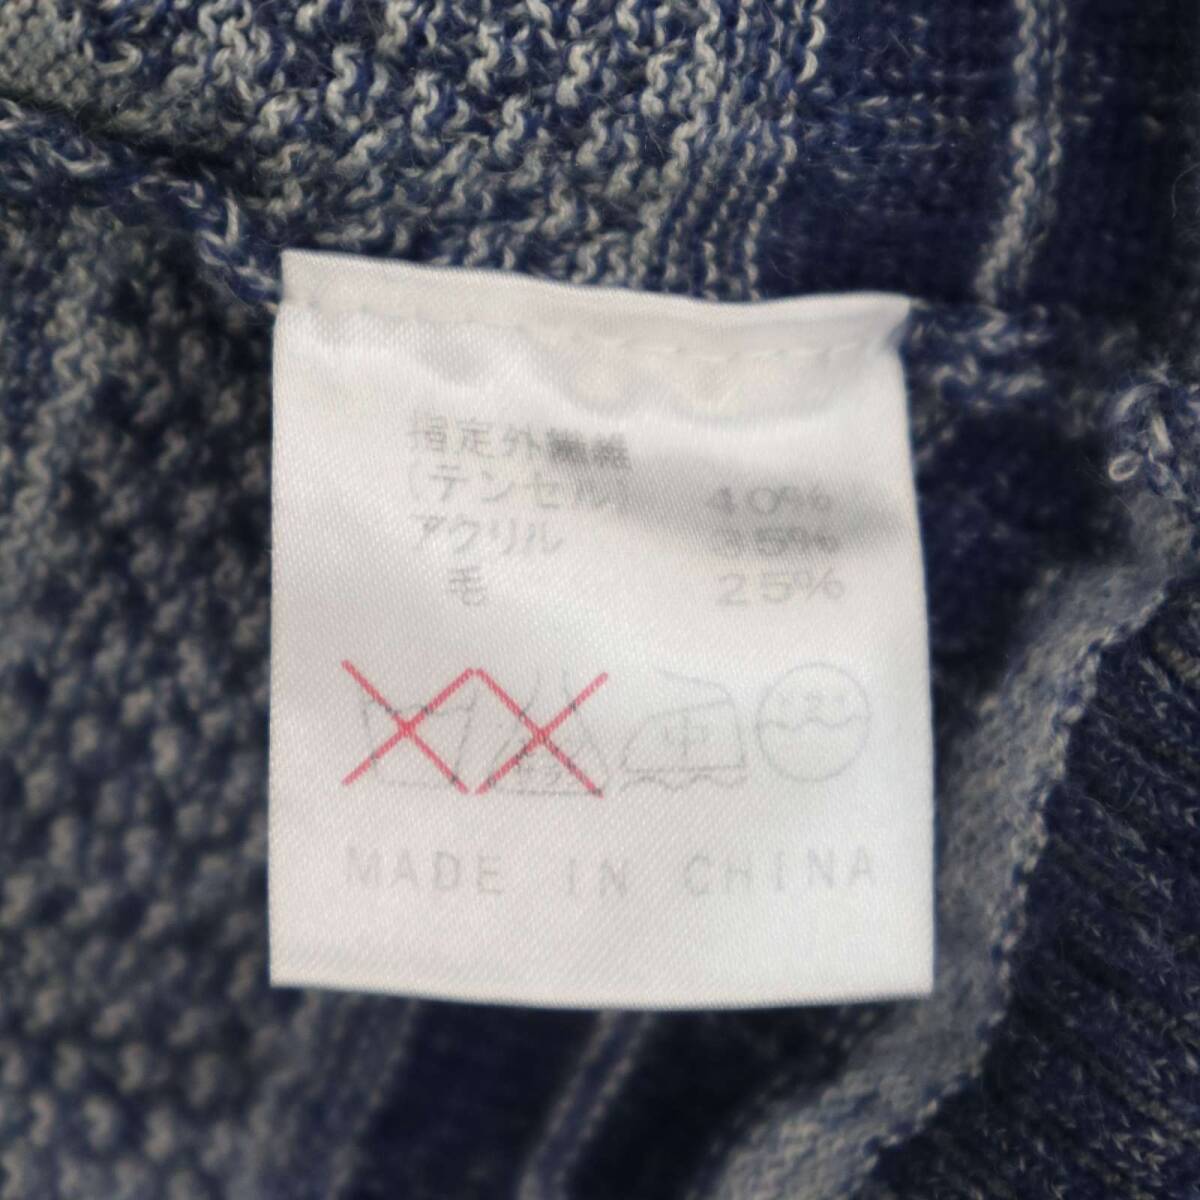 指定外繊維
(テンセル) 40%
アクリル 35%
毛 25%
中
MADE IN CHINA